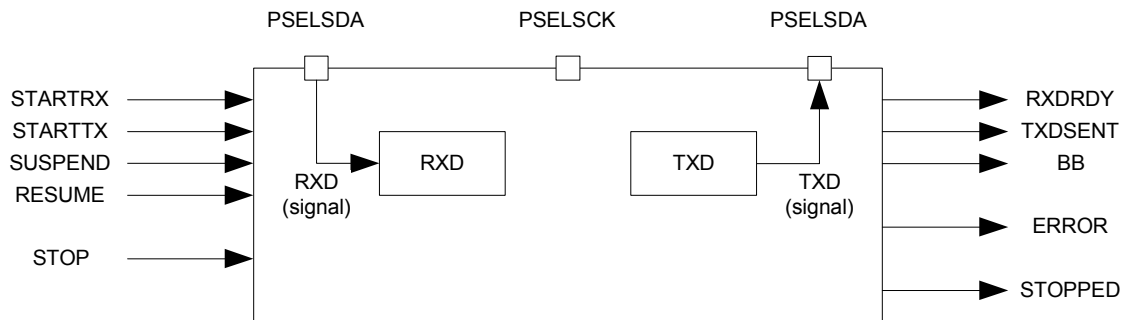 PSELSDA PSELSCK PSELSDA
STARTRX
STARTTX
SUSPEND
RESUME
STOP
RXD
(signal)
RXD
TXD
TXD
(signal)
RXDRDY
TXDSENT
BB
ERROR
STOPPED